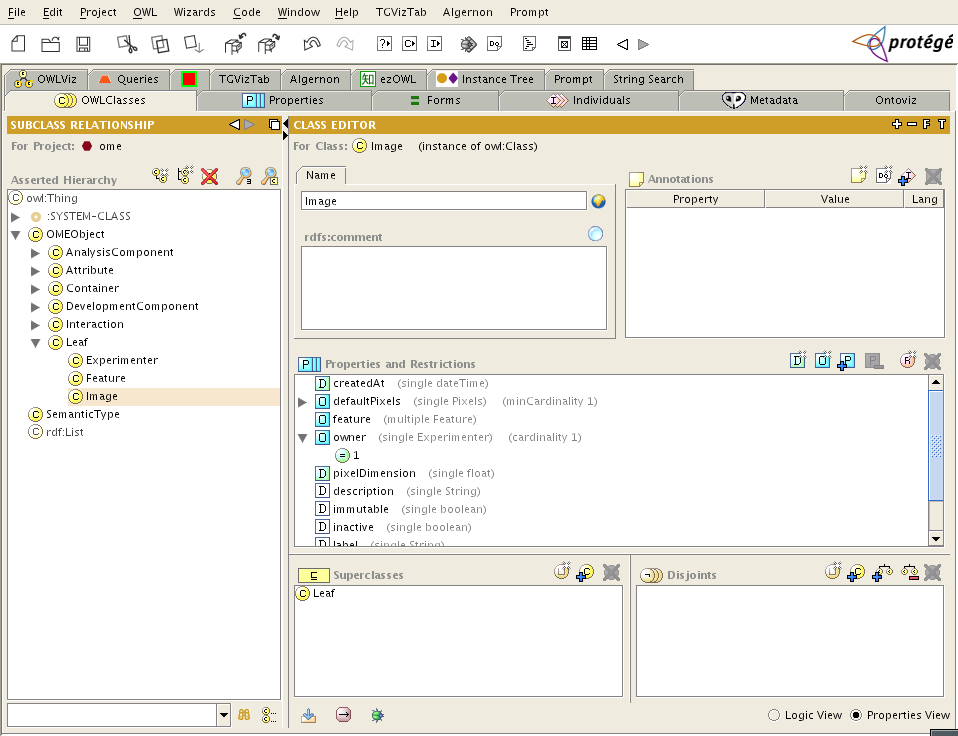 File Edit Project OWL Wizards Code Window Help TGVizTab Algernon Prompt
protégé
OWLViz Queries TGVizTab Algernon ezOWL Instance Tree Prompt String Search
OWLClasses Properties Forms Individuals Metadata Ontoviz
SUBCLASS RELATIONSHIP
For Project: ome
Asserted Hierarchy
owl:Thing
:SYSTEM-CLASS
OMEObject
AnalysisComponent
Attribute
Container
DevelopmentComponent
Interaction
Leaf
Experimenter
Feature
Image
SemanticType
rdf:List
CLASS EDITOR
F T
For Class: C Image (instance of owl:Class)
Name
Image
rdfs:comment
Annotations
Property Value Lang
Properties and Restrictions
D createdAt (single dateTime)
O defaultPixels (single Pixels) (minCardinality 1)
O feature (multiple Feature)
O owner (single Experimenter) (cardinality 1)
= 1
D pixelDimension (single float)
D description (single String)
D immutable (single boolean)
D inactive (single boolean)
D label (single String)
Superclasses
C Leaf
Disjoints
Logic View Properties View